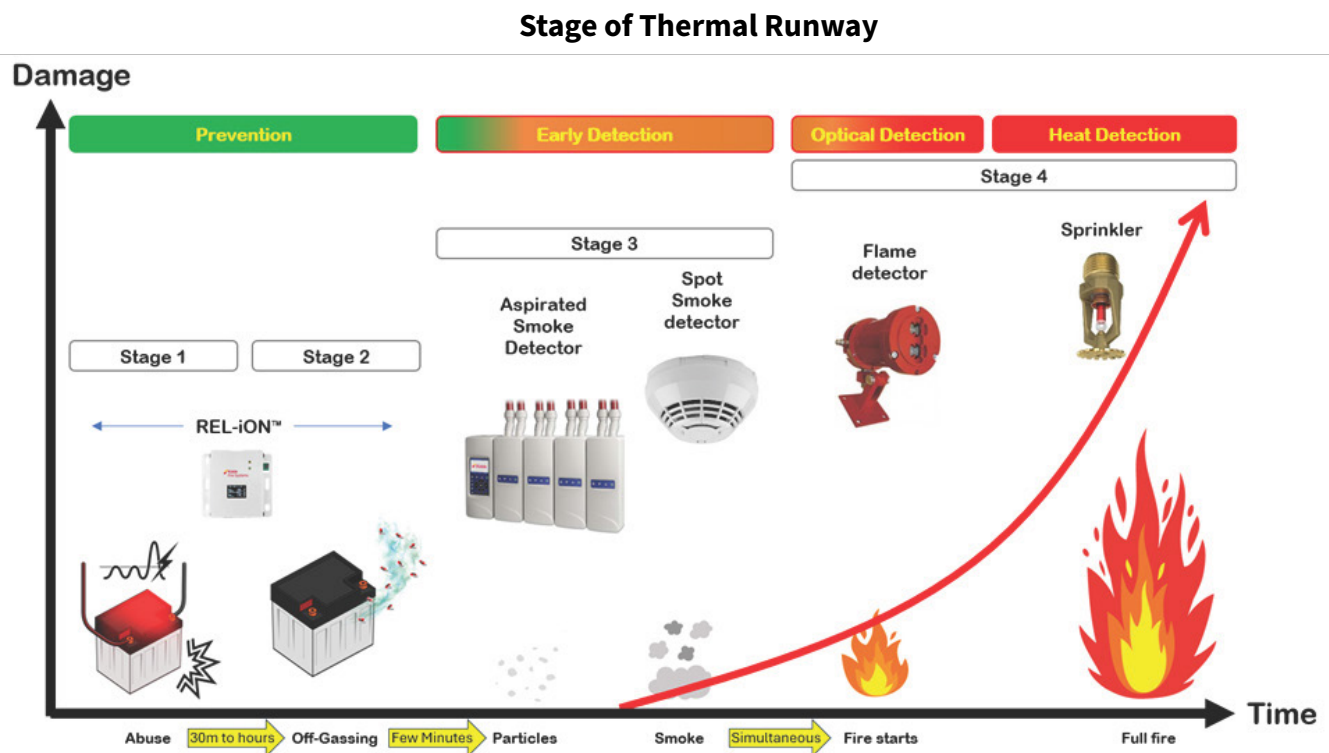 Stage of Thermal Runway
Damage
Prevention
Early Detection
Optical Detection
Heat Detection
Stage 4
Stage 3
Sprinkler
Flame
detector
Spot
Smoke
detector
Aspirated
Smoke
Detector
Stage 1
Stage 2
REL-iON™
Time
Abuse
30m to hours
Off-Gassing
Few Minutes
Particles
Smoke
Simultaneous
Fire starts
Full fire